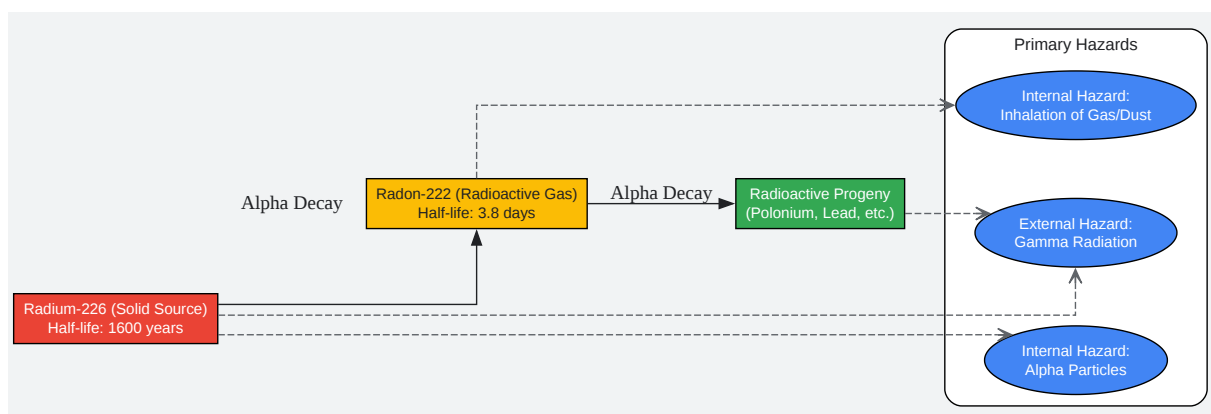 Primary Hazards
Internal Hazard:
Inhalation of Gas/Dust
Alpha Decay
Radon-222 (Radioactive Gas)
Half-life: 3.8 days
Alpha Decay
Radioactive Progeny
(Polonium, Lead, etc.)
External Hazard:
Gamma Radiation
Radium-226 (Solid Source)
Half-life: 1600 years
Internal Hazard:
Alpha Particles